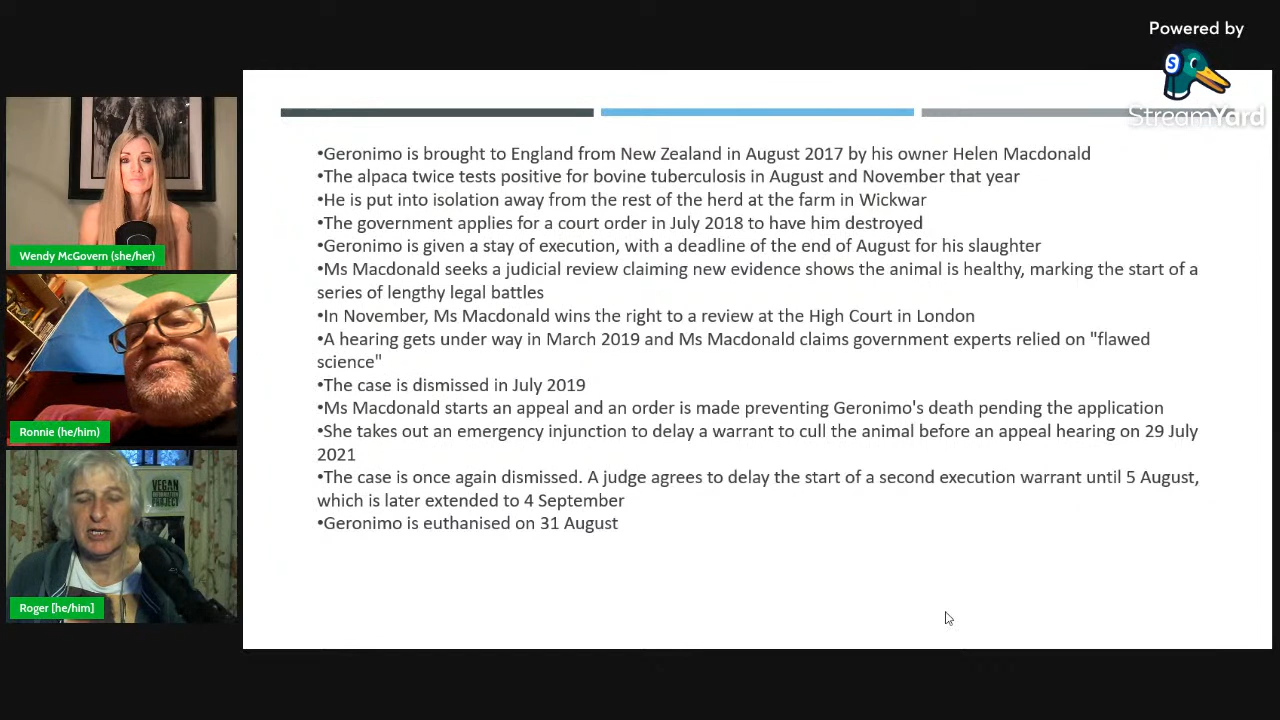 Powered by
S
StreamYard
•Geronimo is brought to England from New Zealand in August 2017 by his owner Helen Macdonald
•The alpaca twice tests positive for bovine tuberculosis in August and November that year
•He is put into isolation away from the rest of the herd at the farm in Wickwar
•The government applies for a court order in July 2018 to have him destroyed
•Geronimo is given a stay of execution, with a deadline of the end of August for his slaughter
•Ms Macdonald seeks a judicial review claiming new evidence shows the animal is healthy, marking the start of a
series of lengthy legal battles
•In November, Ms Macdonald wins the right to a review at the High Court in London
•A hearing gets under way in March 2019 and Ms Macdonald claims government experts relied on "flawed
science"
•The case is dismissed in July 2019
•Ms Macdonald starts an appeal and an order is made preventing Geronimo's death pending the application
•She takes out an emergency injunction to delay a warrant to cull the animal before an appeal hearing on 29 July
2021
•The case is once again dismissed. A judge agrees to delay the start of a second execution warrant until 5 August,
which is later extended to 4 September
•Geronimo is euthanised on 31 August
Wendy McGovern (she/her)
Ronnie (he/him)
VEGAN
INFORMATION
PROJECT
Roger [he/him]